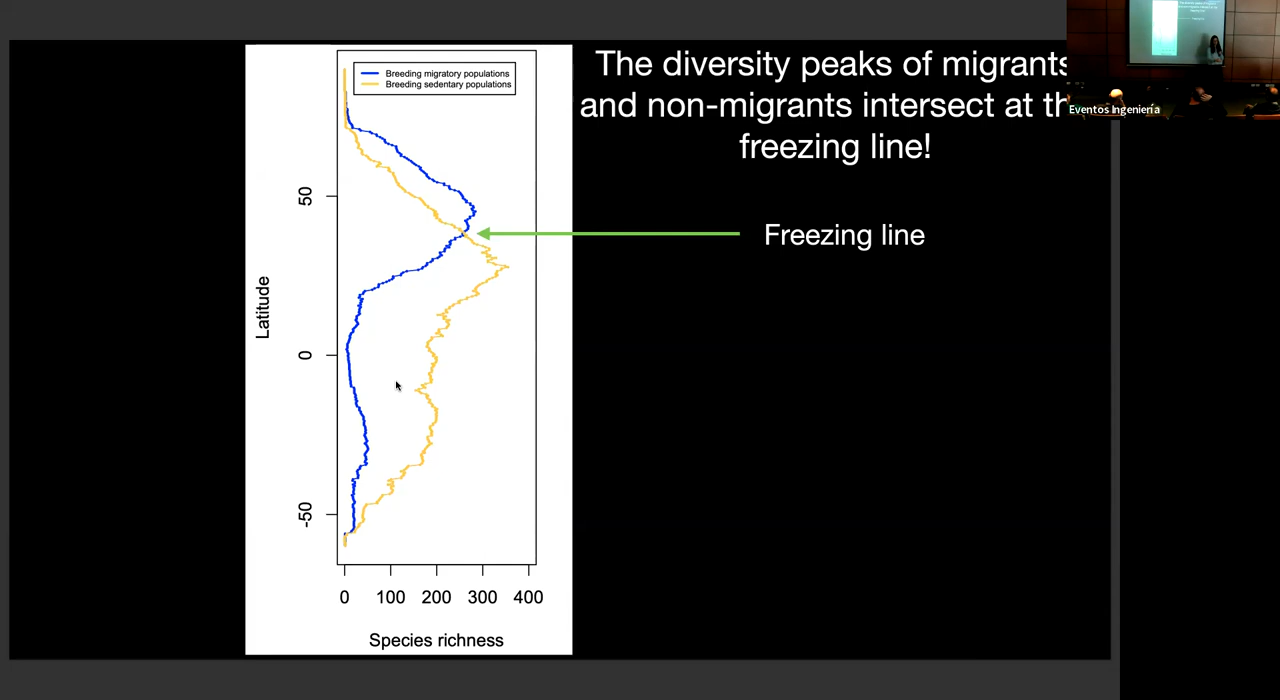 Breeding migratory populations
Breeding sedentary populations
The diversity peaks of migrants
and non-migrants intersect at
freezing line!
Eventos Ingeniería
Freezing line
Latitude
50
0
-50
0 100 200 300 400
Species richness